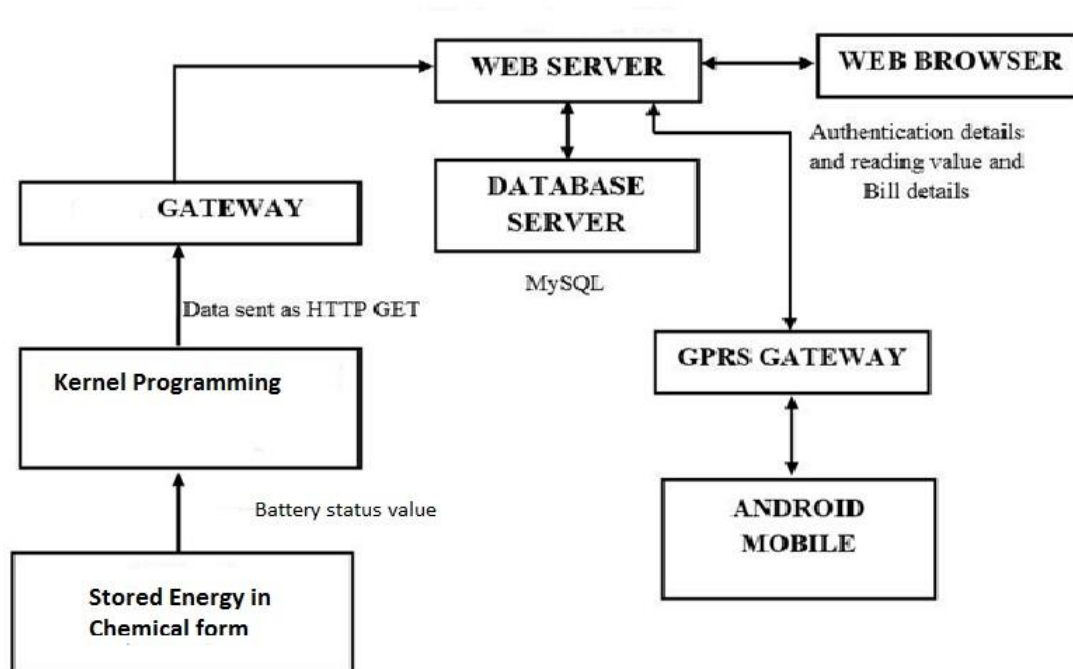 WEB SERVER
WEB BROWSER
Authentication details
and reading value and
Bill details
DATABASE
SERVER
MySQL
GATEWAY
Data sent as HTTP GET
Kernel Programming
GPRS GATEWAY
Battery status value
ANDROID
MOBILE
Stored Energy in
Chemical form